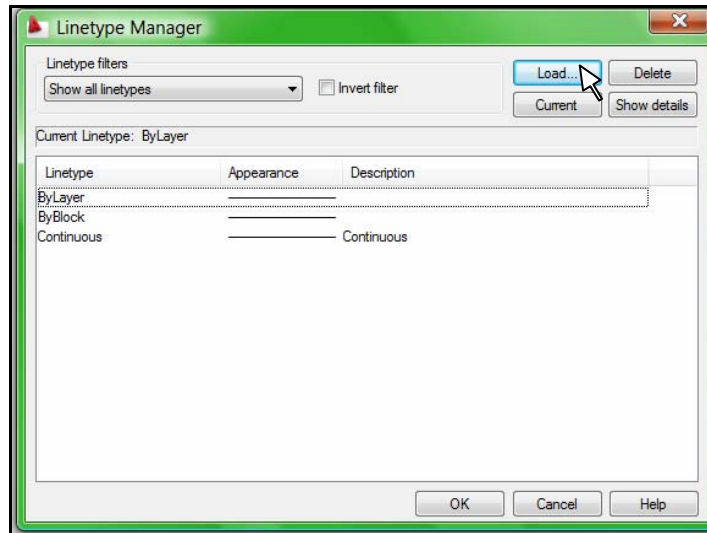 Linetype Manager
Linetype filters
Show all linetypes
Invert filter
Load...
Delete
Current
Show details
Current Linetype: ByLayer
Linetype Appearance Description
ByLayer
ByBlock
Continuous Continuous
OK Cancel Help